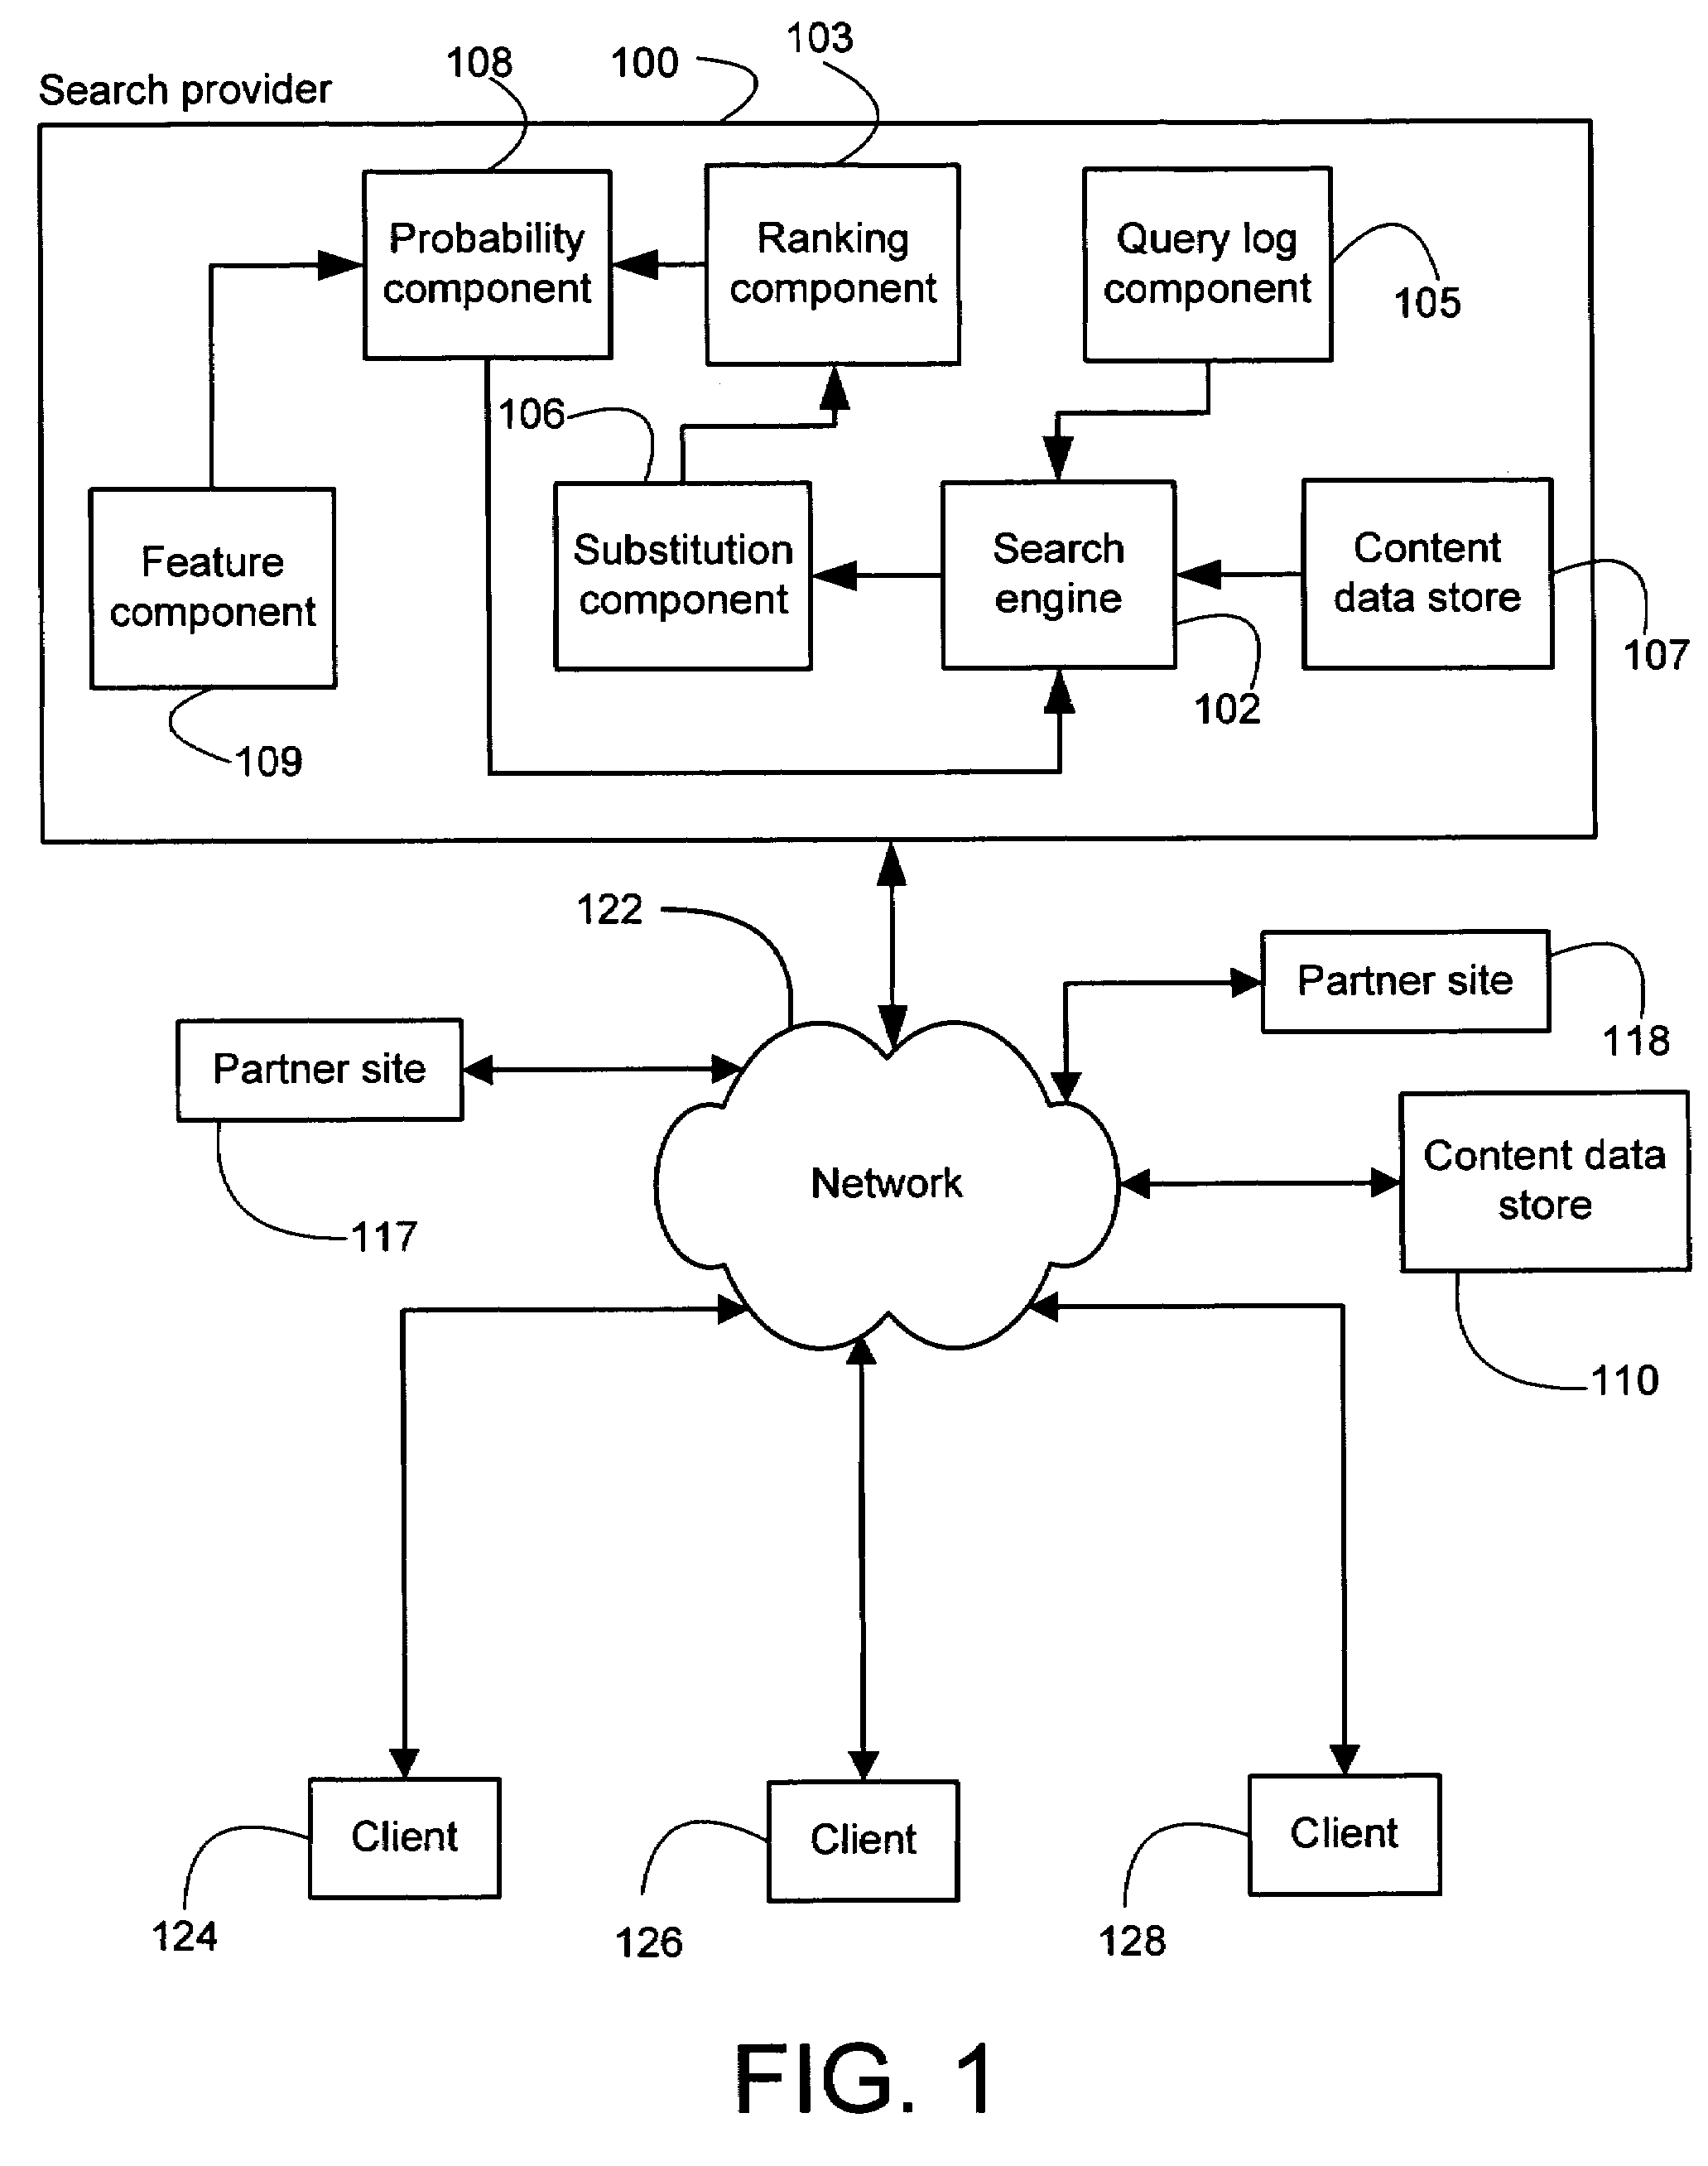 103
108
100
Search provider
Probability
component
Ranking
component
Query log
component
105
106
Feature
component
Substitution
component
Search
engine
Content
data store
107
102
109
122
Partner site
118
Partner site
Content data
store
Network
117
110
Client
Client
Client
124
126
128
FIG. 1